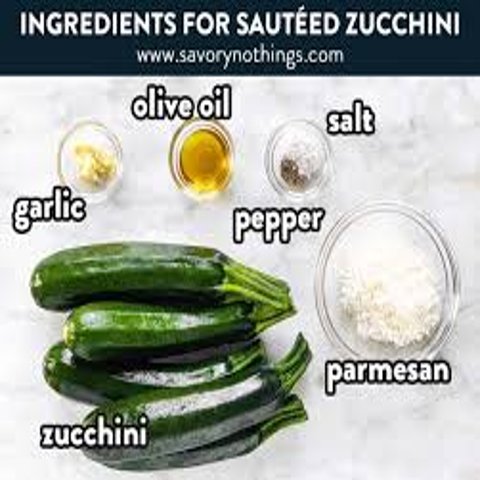 INGREDIENTS FOR SAUTÉED ZUCCHINI
www.savorynothings.com
olive oil
salt
garlic
pepper
parmesan
zucchini